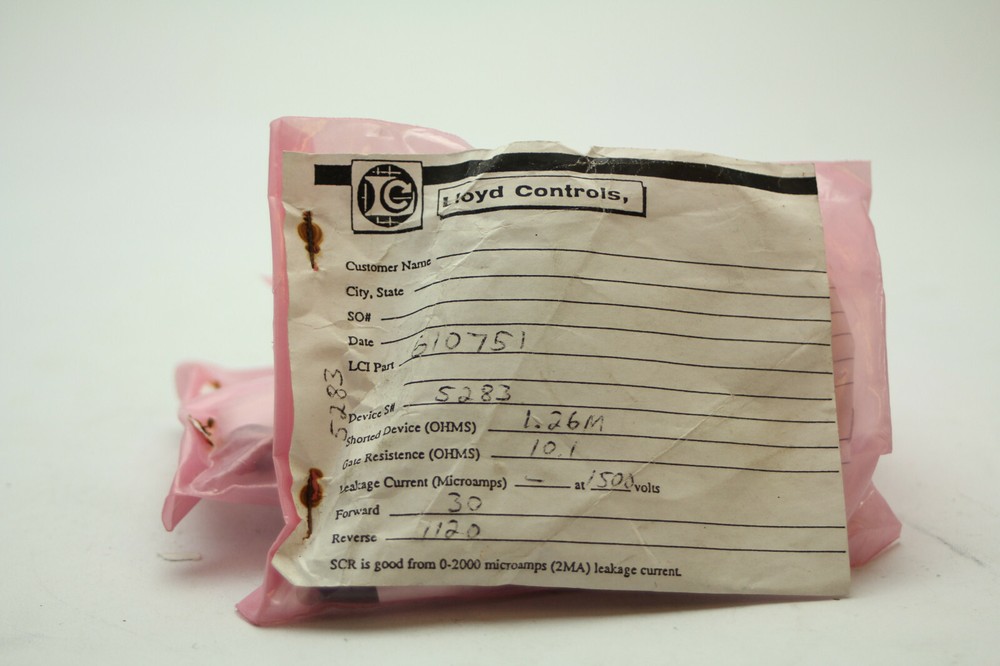 LC
Lloyd Controls,
Customer Name
City, State
SO#
Date
LCI Part 610751
Device S# 5283
Shorted Device (OHMS) 1.26M
Gate Resistence (OHMS) 10.1
Leakage Current (Microamps) - at 1500 volts
Forward 30
Reverse 1120
SCR is good from 0-2000 microamps (2MA) leakage current.
5283